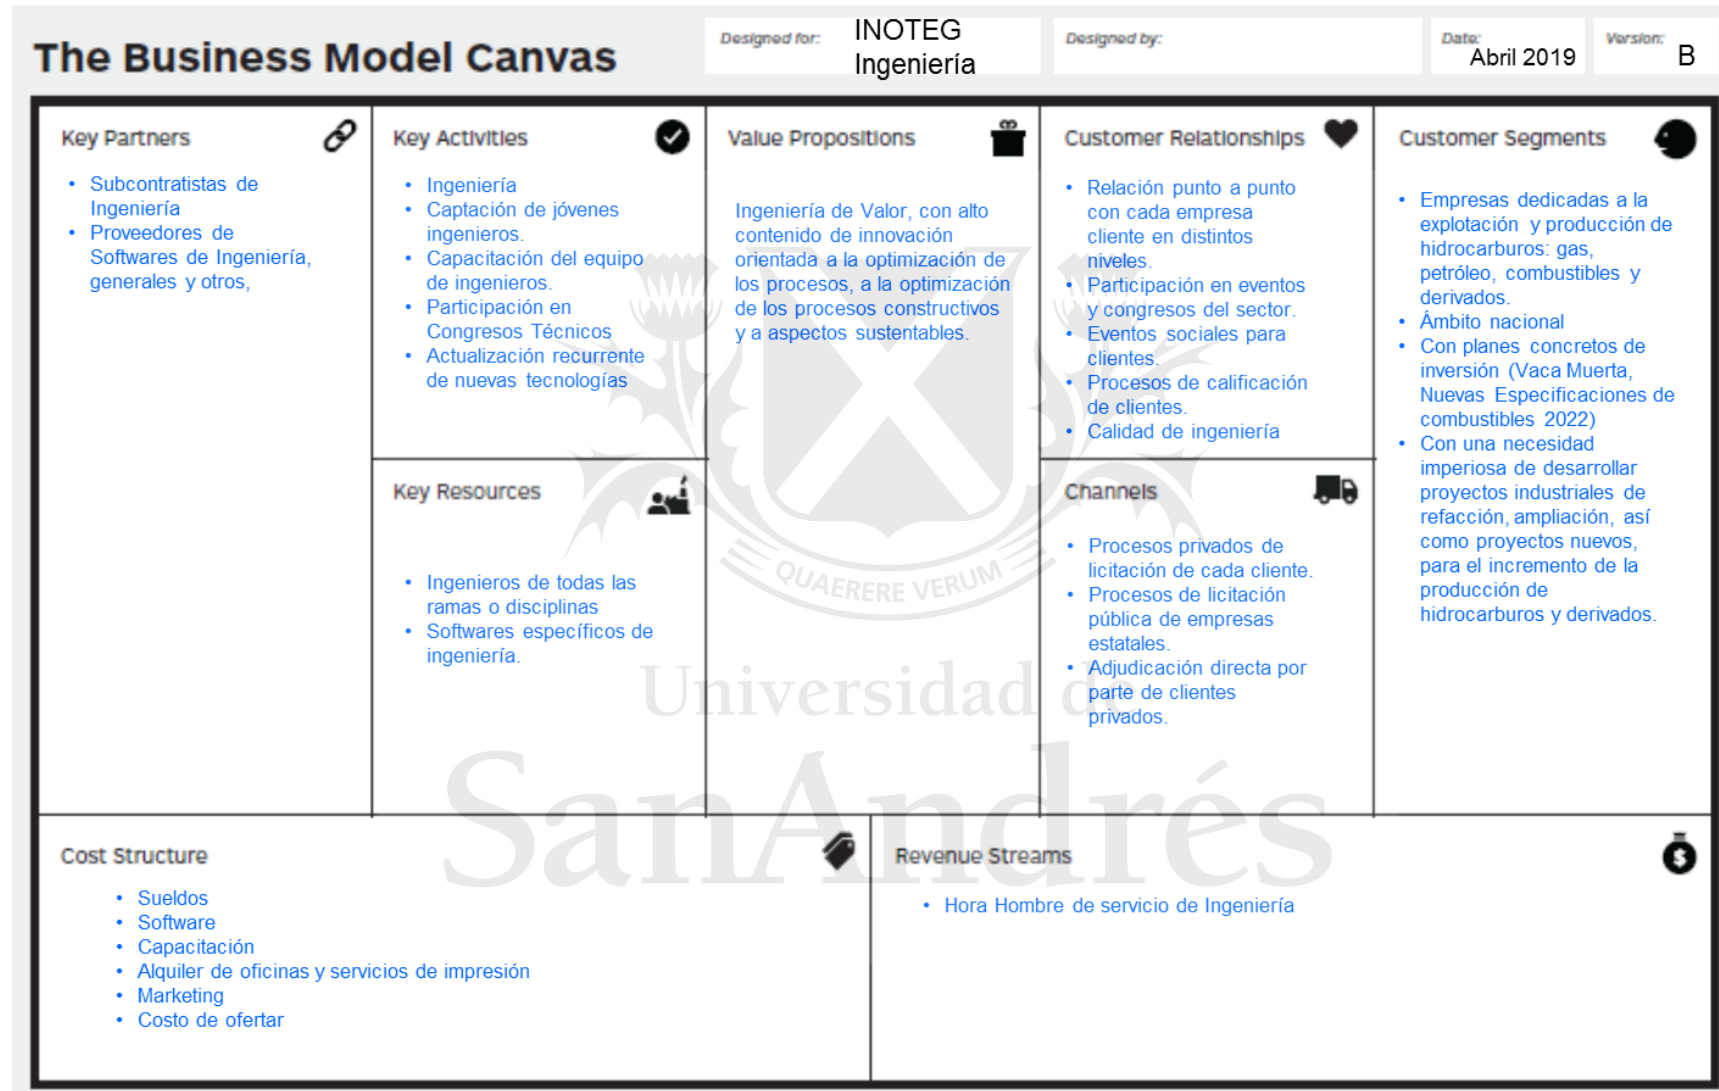 The Business Model Canvas
Designed for:
INOTEG
Ingeniería
Designed by:
Date:
Abril 2019
Version:
B
Key Partners
• Subcontratistas de
Ingeniería
• Proveedores de
Softwares de Ingeniería,
generales y otros,
Key Activities
• Ingeniería
• Captación de jóvenes
ingenieros.
• Capacitación del equipo
de ingenieros.
• Participación en
Congresos Técnicos
• Actualización recurrente
de nuevas tecnologías
Key Resources
• Ingenieros de todas las
ramas o disciplinas
• Softwares específicos de
ingeniería.
Value Propositions
Ingeniería de Valor, con alto
contenido de innovación
orientada a la optimización de
los procesos, a la optimización
de los procesos constructivos
y a aspectos sustentables.
Customer Relationships
• Relación punto a punto
con cada empresa
cliente en distintos
niveles.
• Participación en eventos
y congresos del sector.
• Eventos sociales para
clientes.
• Procesos de calificación
de clientes.
• Calidad de ingeniería
Channels
• Procesos privados de
licitación de cada cliente.
• Procesos de licitación
pública de empresas
estatales.
• Adjudicación directa por
parte de clientes
privados.
Customer Segments
• Empresas dedicadas a la
explotación y producción de
hidrocarburos: gas,
petróleo, combustibles y
derivados.
• Ámbito nacional
• Con planes concretos de
inversión (Vaca Muerta,
Nuevas Especificaciones de
combustibles 2022)
• Con una necesidad
imperiosa de desarrollar
proyectos industriales de
refacción, ampliación, así
como proyectos nuevos,
para el incremento de la
producción de
hidrocarburos y derivados.
Cost Structure
• Sueldos
• Software
• Capacitación
• Alquiler de oficinas y servicios de impresión
• Marketing
• Costo de ofertar
Revenue Streams
• Hora Hombre de servicio de Ingeniería
QUAERERE VERUM
Universidad de
SanAndrés